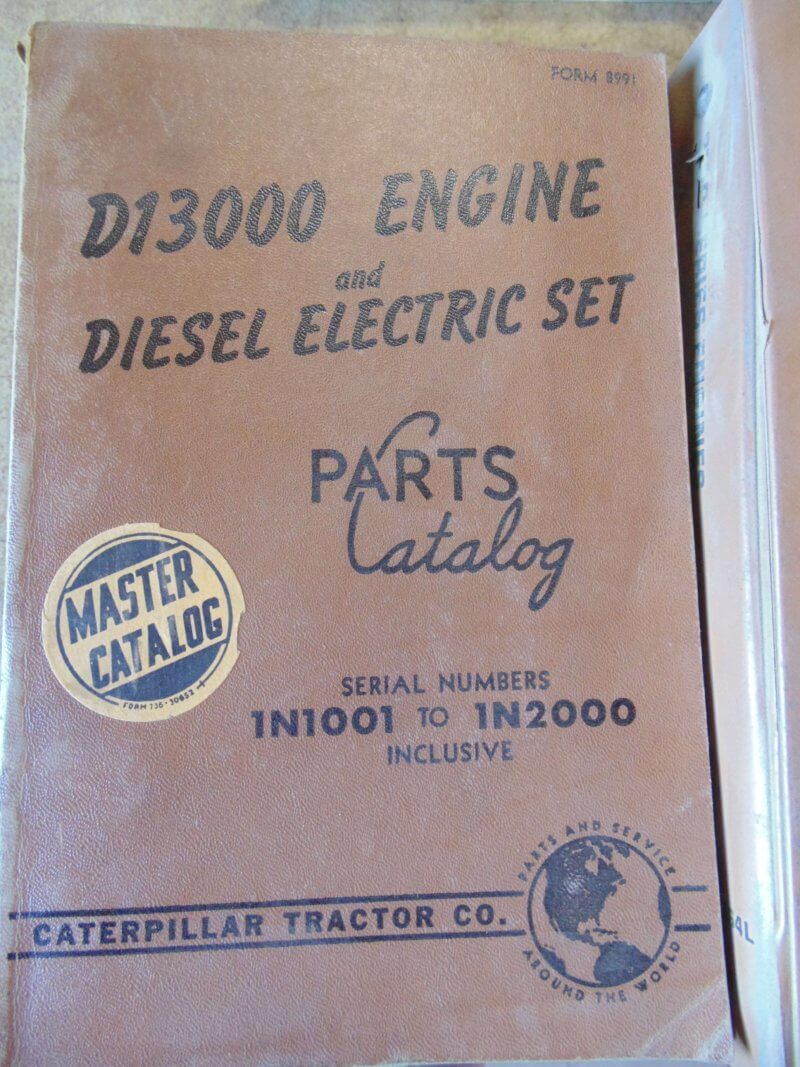 FORM 8991
D13000 ENGINE
and
DIESEL ELECTRIC SET
PARTS
Catalog
MASTER
CATALOG
SERIAL NUMBERS
1N1001 TO 1N2000
INCLUSIVE
CATERPILLAR TRACTOR CO.
PARTS AND SERVICE
AROUND THE WORLD
ENGINES